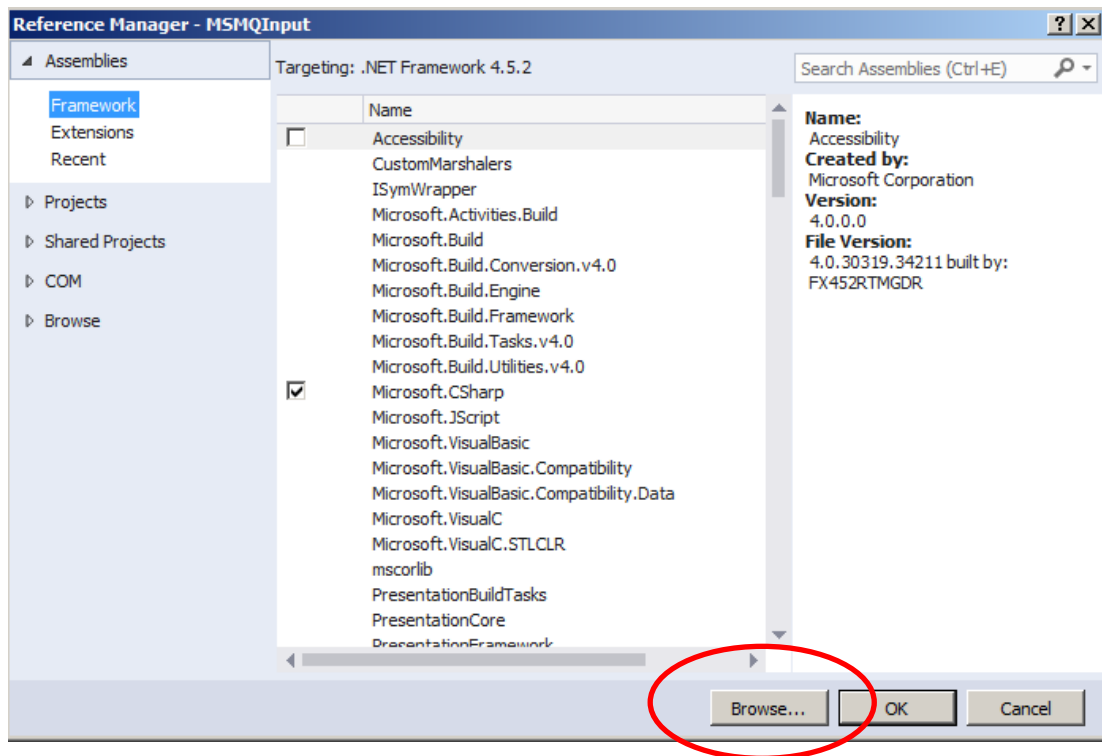 Reference Manager - MSMQInput
? X
Assemblies
Framework
Extensions
Recent
Projects
Shared Projects
COM
Browse
Targeting: .NET Framework 4.5.2
Search Assemblies (Ctrl+E)
Name
Accessibility
CustomMarshalers
ISymWrapper
Microsoft.Activities.Build
Microsoft.Build
Microsoft.Build.Conversion.v4.0
Microsoft.Build.Engine
Microsoft.Build.Framework
Microsoft.Build.Tasks.v4.0
Microsoft.Build.Utilities.v4.0
Microsoft.CSharp
Microsoft.JScript
Microsoft.VisualBasic
Microsoft.VisualBasic.Compatibility
Microsoft.VisualBasic.Compatibility.Data
Microsoft.VisualC
Microsoft.VisualC.STLCLR
mscorlib
PresentationBuildTasks
PresentationCore
PresentationFramework
Name:
Accessibility
Created by:
Microsoft Corporation
Version:
4.0.0.0
File Version:
4.0.30319.34211 built by:
FX452RTMGDR
Browse...
OK
Cancel